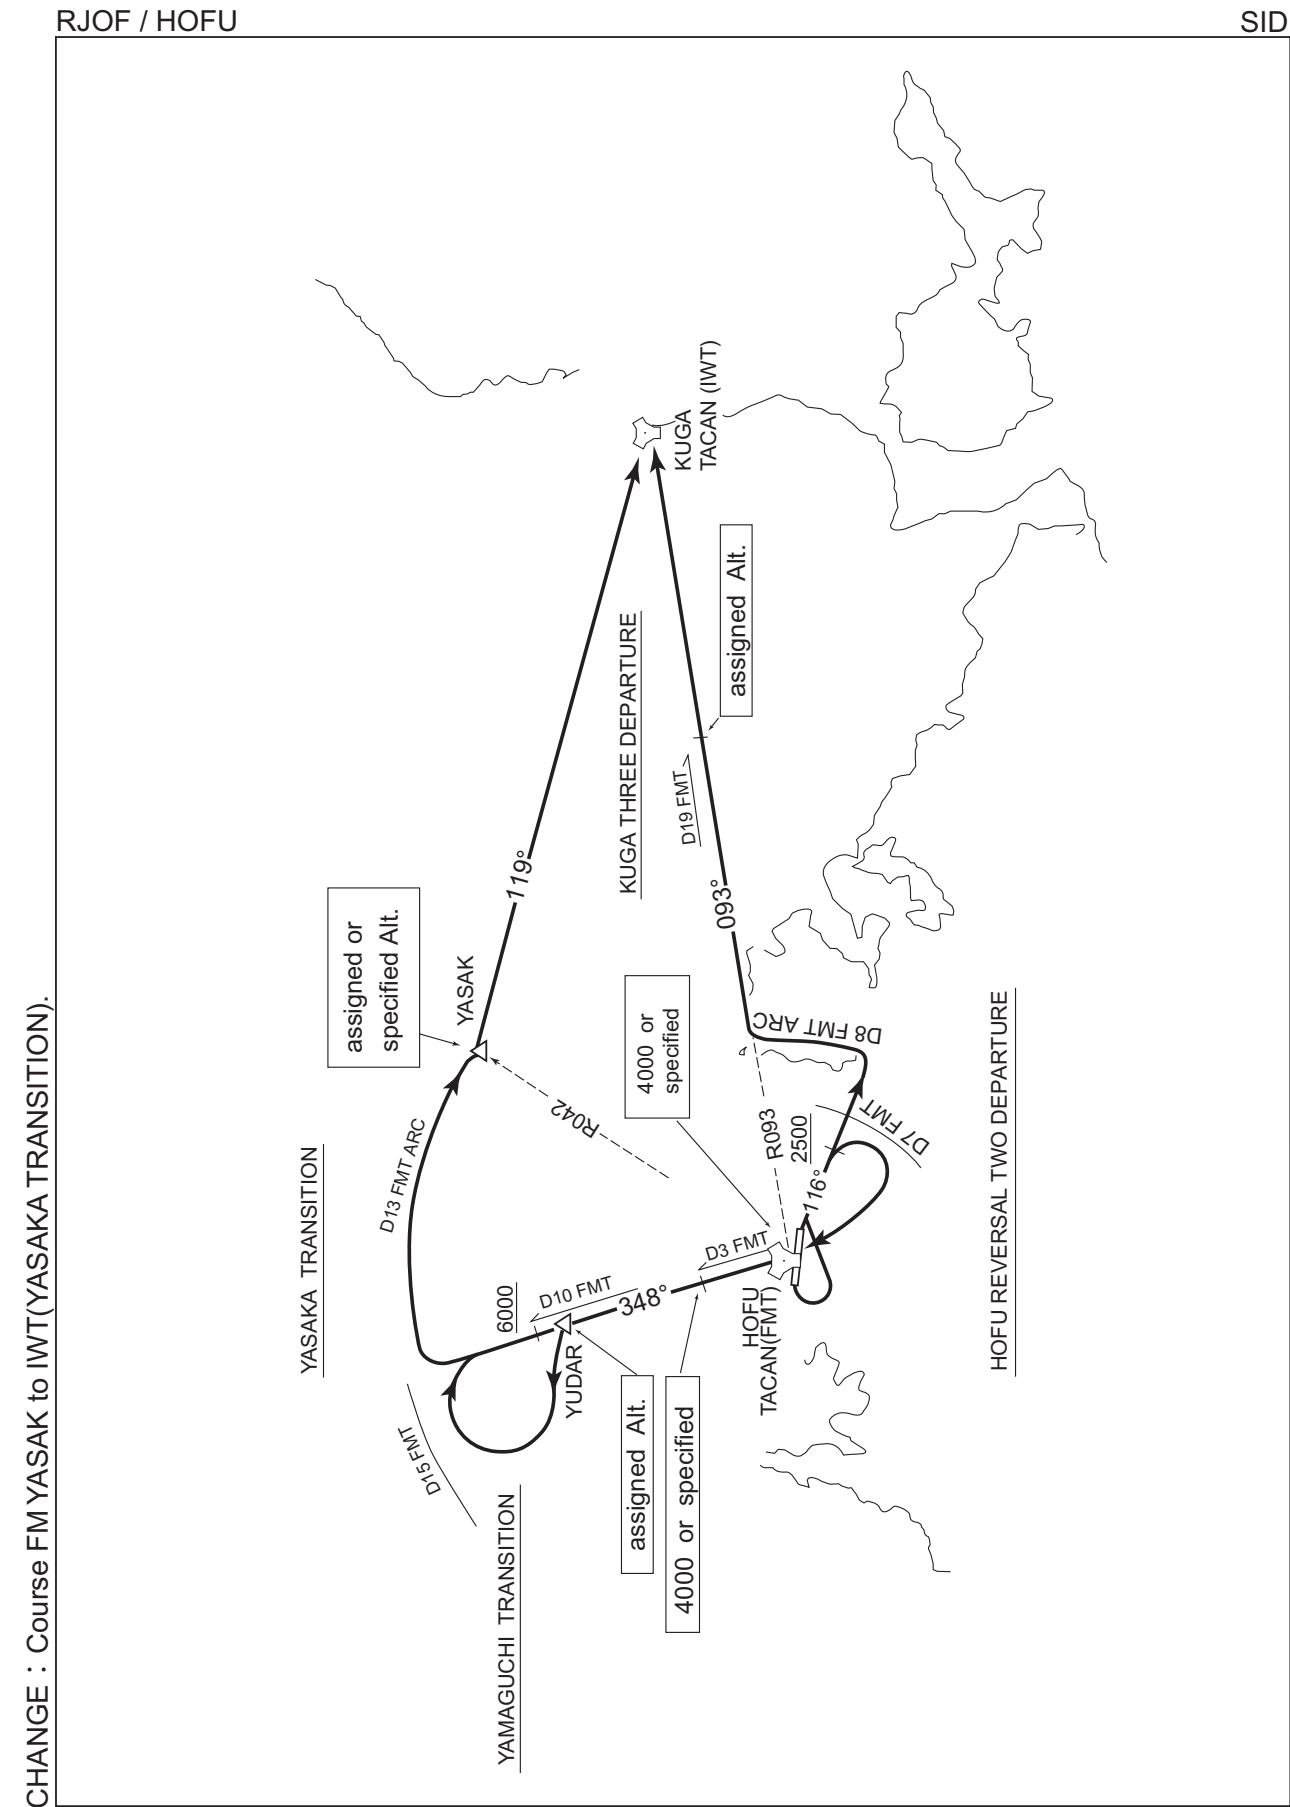 RJOF / HOFU
SID
CHANGE : Course FM YASAK to IWT(YASAKA TRANSITION).
YASAKA TRANSITION
D13 FMT ARC
assigned or
specified Alt.
YASAK
119°
R042
KUGA
TACAN (IWT)
KUGA THREE DEPARTURE
assigned Alt.
D19 FMT
093°
4000 or
specified
D8 FMT ARC
R093
2500
D7 FMT
116°
HOFU REVERSAL TWO DEPARTURE
D3 FMT
HOFU
TACAN(FMT)
348°
D10 FMT
6000
YUDAR
assigned Alt.
4000 or specified
D15 FMT
YAMAGUCHI TRANSITION